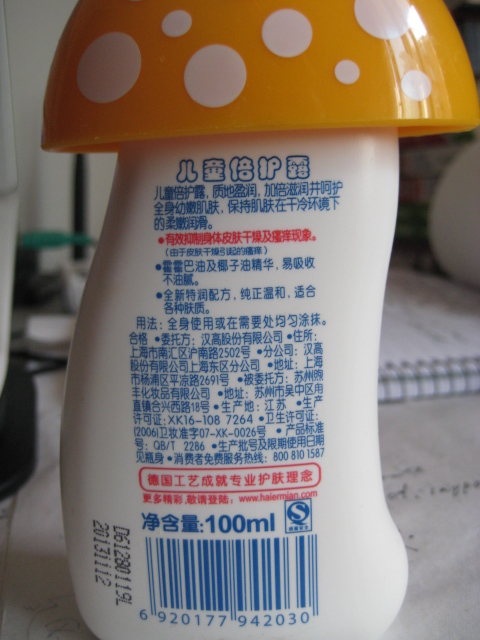 儿童倍护露
儿童倍护露，质地盈润，加倍滋润并呵护
全身幼嫩肌肤，保持肌肤在干冷环境下
的柔嫩润滑。
●有效抑制身体皮肤干燥及瘙痒现象。
（由于皮肤干燥引起的瘙痒）
●霍霍巴油及椰子油精华，易吸收
不油腻。
●全新特润配方，纯正温和，适合
各种肤质。
用法：全身使用或在需要处均匀涂抹。
合格 ●委托方：汉高股份有限公司 ●住所：
上海市南汇区沪南路2502号 ●分公司：汉高
股份有限公司上海东区分公司 ●地址：上海
市杨浦区平凉路2691号 ●被委托方：苏州煦
丰化妆品有限公司 ●地址：苏州市吴中区甪
直镇合兴西路18号 ●生产地：江苏 ●生产
许可证：XK16-108 7264 ●卫生许可证：
(2006)卫妆准字07-XK-0026号 ●产品标准
号：QB/T 2286 ●生产批号及限期使用日期
见瓶身 ●消费者免费服务热线：800 810 1587
德国工艺成就专业护肤理念
更多精彩，敬请登陆，www.haiermian.com
净含量:100ml
D61280119L
20131112
6 920177 942030